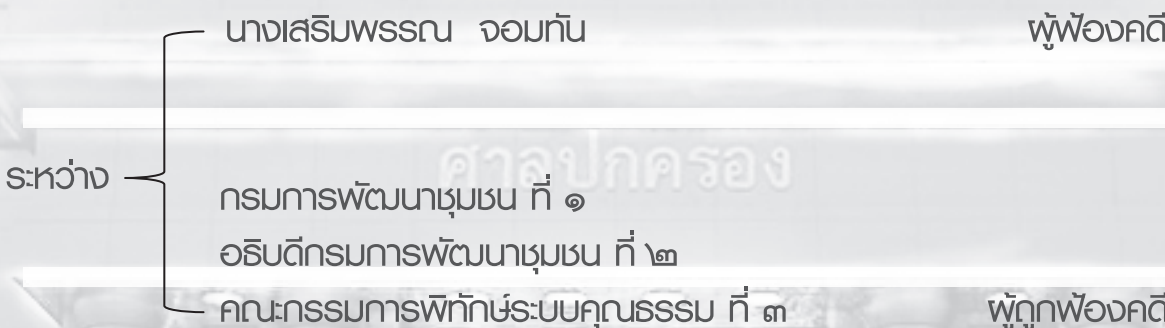 นางเสริมพรรณ จอมทัน ผู้ฟ้องคดี
ศาลปกครอง
ระหว่าง
กรมการพัฒนาชุมชน ที่ ๑
อธิบดีกรมการพัฒนาชุมชน ที่ ๒
คณะกรรมการพิทักษ์ระบบคุณธรรม ที่ ๓ ผู้ถูกฟ้องคดี